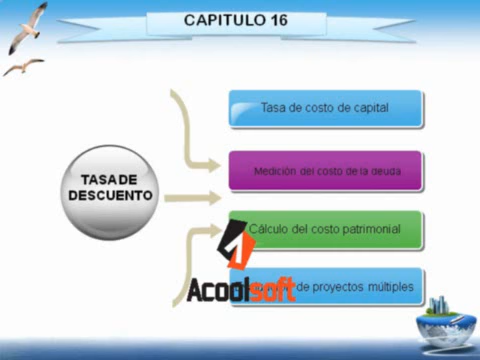 CAPITULO 16
Tasa de costo de capital
TASA DE
DESCUENTO
Medición del costo de la deuda
Cálculo del costo patrimonial
de proyectos múltiples
Acoolsoft